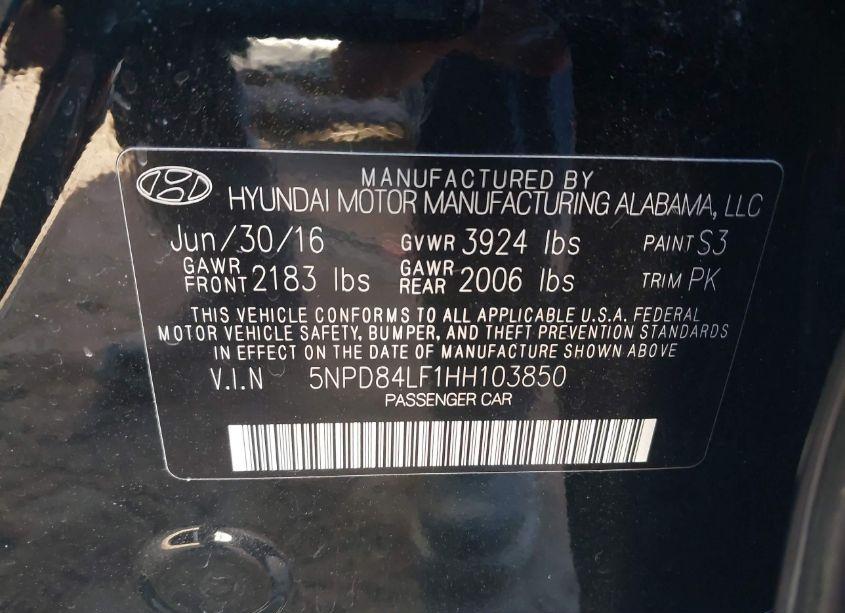 MANUFACTURED BY
HYUNDAI MOTOR MANUFACTURING ALABAMA, LLC
Jun/30/16 GVWR 3924 lbs PAINT S3
GAWR FRONT 2183 lbs GAWR REAR 2006 lbs TRIM PK
THIS VEHICLE CONFORMS TO ALL APPLICABLE U.S.A. FEDERAL
MOTOR VEHICLE SAFETY, BUMPER, AND THEFT PREVENTION STANDARDS
IN EFFECT ON THE DATE OF MANUFACTURE SHOWN ABOVE
V.I.N 5NPD84LF1HH103850
PASSENGER CAR